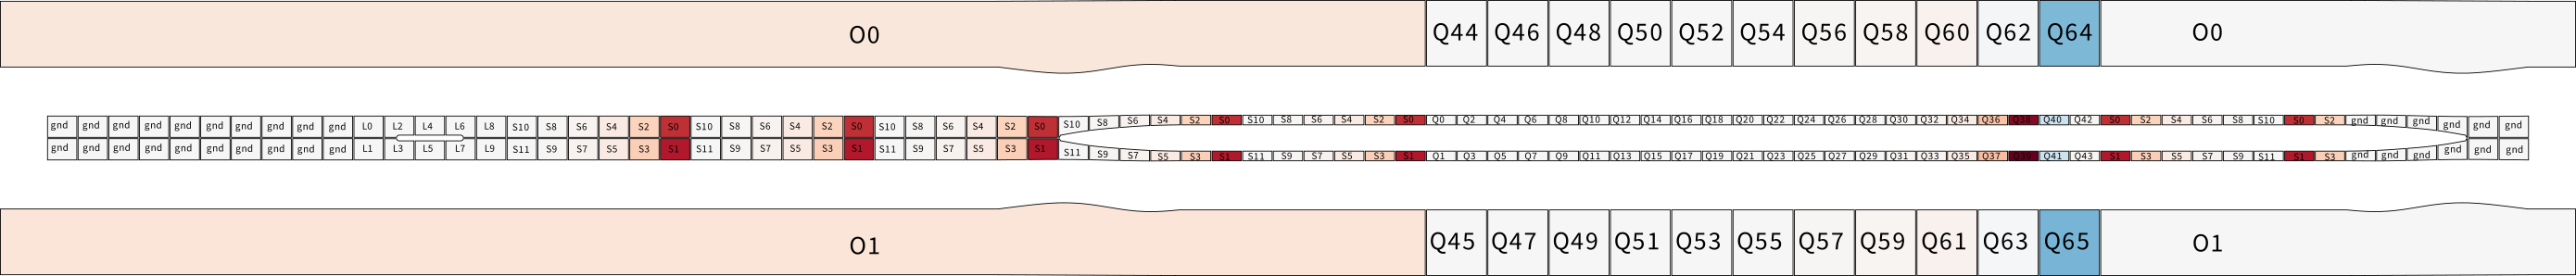 O0 Q44 Q46 Q48 Q50 Q52 Q54 Q56 Q58 Q60 Q62 Q64 O0
gnd gnd gnd gnd gnd gnd gnd gnd gnd gnd L0 L2 L4 L6 L8 S10 S8 S6 S4 S2 S0 S10 S8 S6 S4 S2 S0 S10 S8 S6 S4 S2 S0 S10 S8 S6 S4 S2 S0 S10 S8 S6 S4 S2 S0 Q0 Q2 Q4 Q6 Q8 Q10 Q12 Q14 Q16 Q18 Q20 Q22 Q24 Q26 Q28 Q30 Q32 Q34 Q36 Q38 Q40 Q42 S0 S2 S4 S6 S8 S10 S0 S2 gnd gnd gnd gnd gnd gnd
gnd gnd gnd gnd gnd gnd gnd gnd gnd gnd L1 L3 L5 L7 L9 S11 S9 S7 S5 S3 S1 S11 S9 S7 S5 S3 S1 S11 S9 S7 S5 S3 S1 S11 S9 S7 S5 S3 S1 S11 S9 S7 S5 S3 S1 Q1 Q3 Q5 Q7 Q9 Q11 Q13 Q15 Q17 Q19 Q21 Q23 Q25 Q27 Q29 Q31 Q33 Q35 Q37 Q39 Q41 Q43 S1 S3 S5 S7 S9 S11 S1 S3 gnd gnd gnd gnd gnd gnd
O1 Q45 Q47 Q49 Q51 Q53 Q55 Q57 Q59 Q61 Q63 Q65 O1